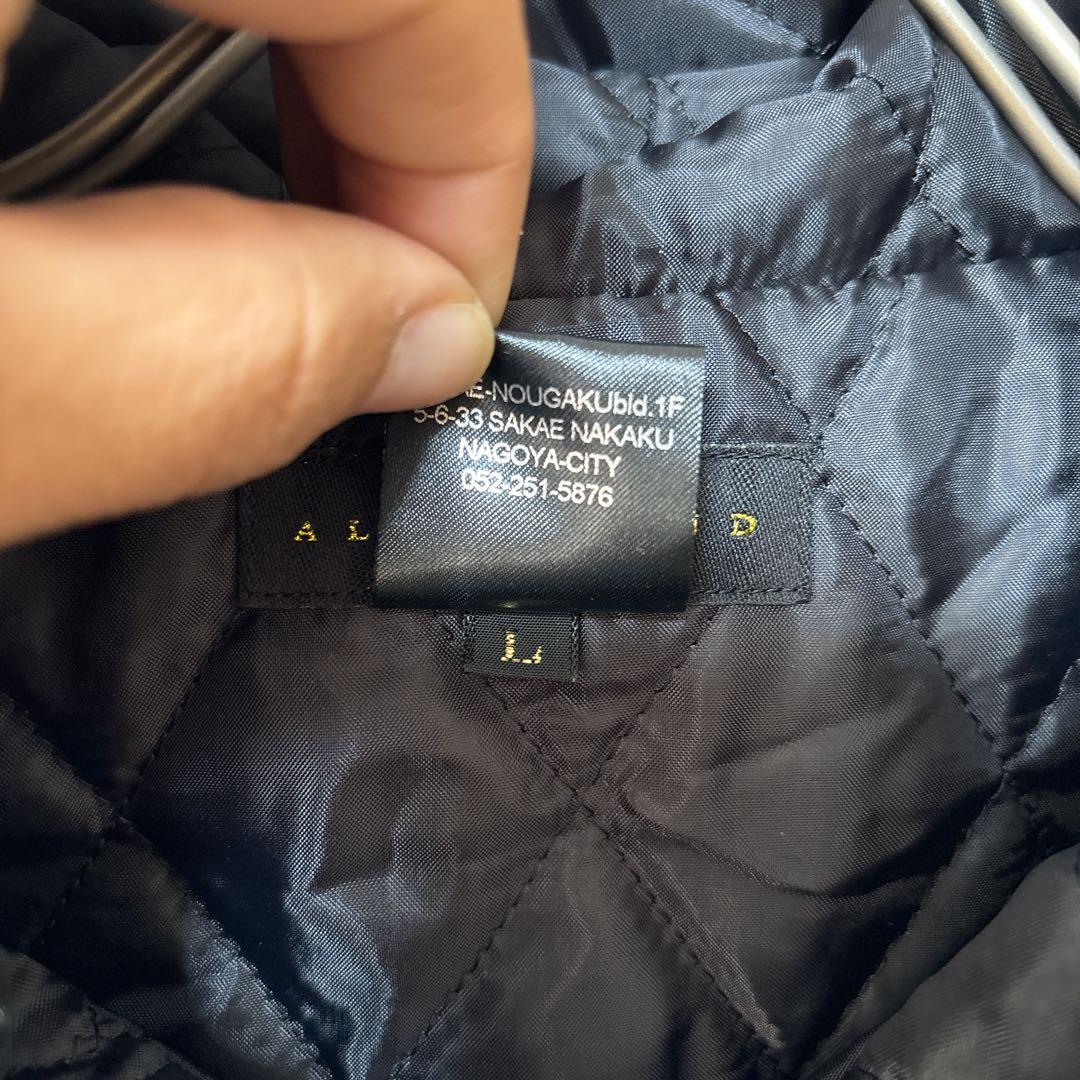 E-NOUGAKUbld.1F
5-6-33 SAKAE NAKAKU
NAGOYA-CITY
052-251-5876
A L D
L